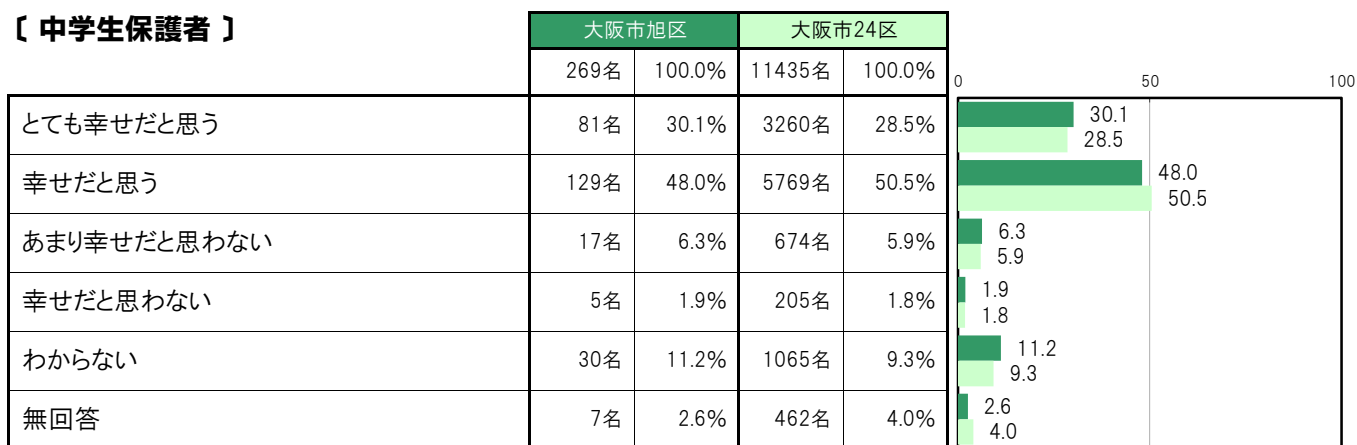 〔 中学生保護者 〕
大阪市旭区 大阪市24区
269名 100.0% 11435名 100.0%
0 50 100
とても幸せだと思う 81名 30.1% 3260名 28.5% 30.1
28.5
幸せだと思う 129名 48.0% 5769名 50.5% 48.0
50.5
あまり幸せだと思わない 17名 6.3% 674名 5.9% 6.3
5.9
幸せだと思わない 5名 1.9% 205名 1.8% 1.9
1.8
わからない 30名 11.2% 1065名 9.3% 11.2
9.3
無回答 7名 2.6% 462名 4.0% 2.6
4.0